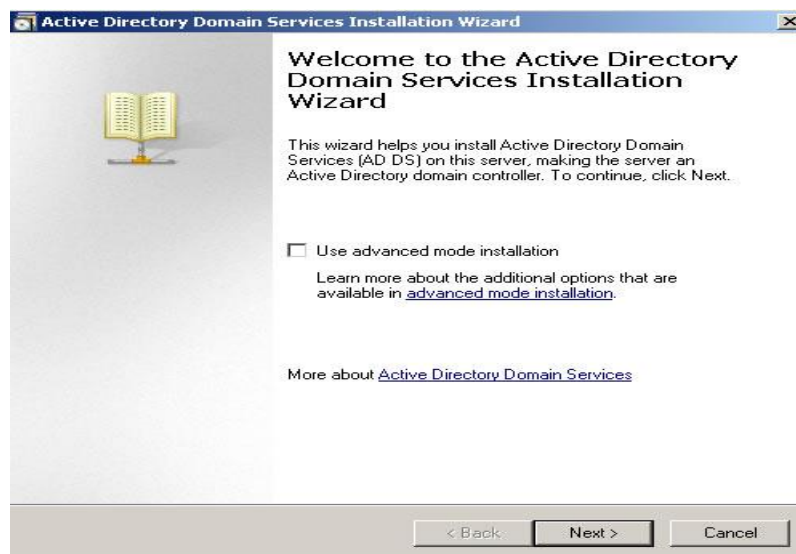 Active Directory Domain Services Installation Wizard
Welcome to the Active Directory
Domain Services Installation
Wizard
This wizard helps you install Active Directory Domain
Services (AD DS) on this server, making the server an
Active Directory domain controller. To continue, click Next.
Use advanced mode installation
Learn more about the additional options that are
available in advanced mode installation.
More about Active Directory Domain Services
< Back Next > Cancel